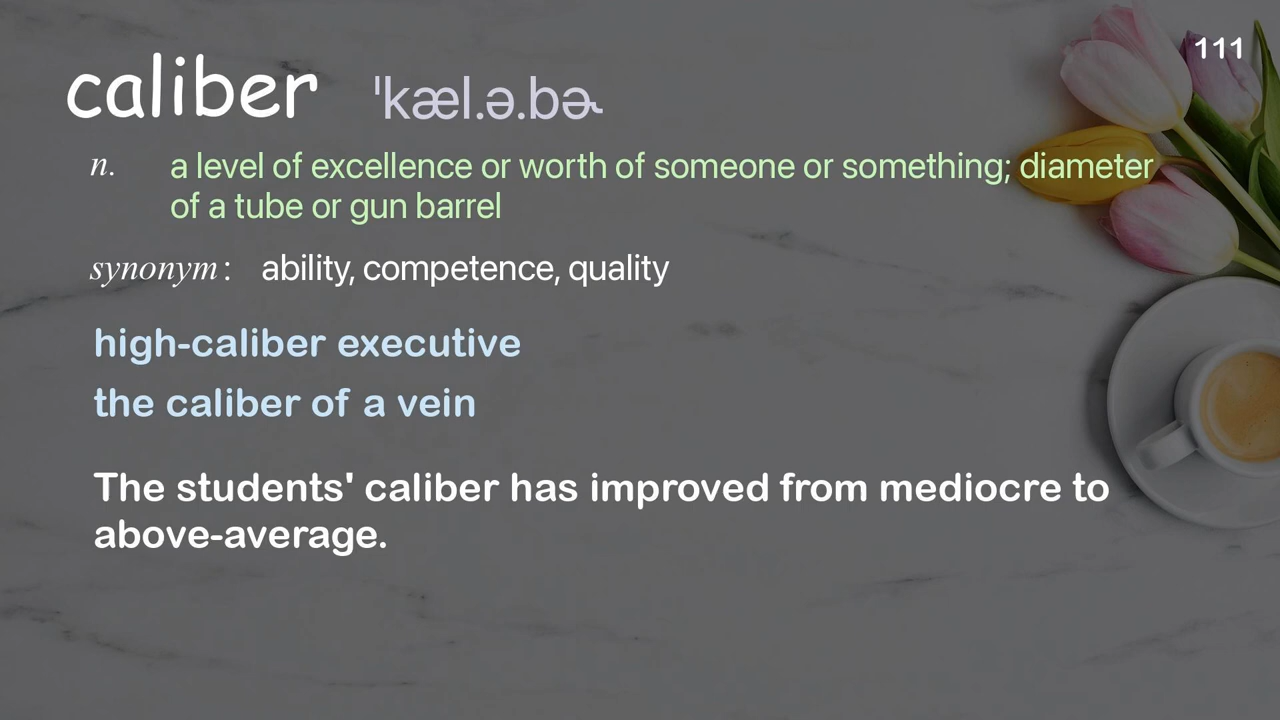 111
caliber ˈkæl.ə.bɚ
n. a level of excellence or worth of someone or something; diameter
of a tube or gun barrel
synonym: ability, competence, quality
high-caliber executive
the caliber of a vein
The students' caliber has improved from mediocre to
above-average.